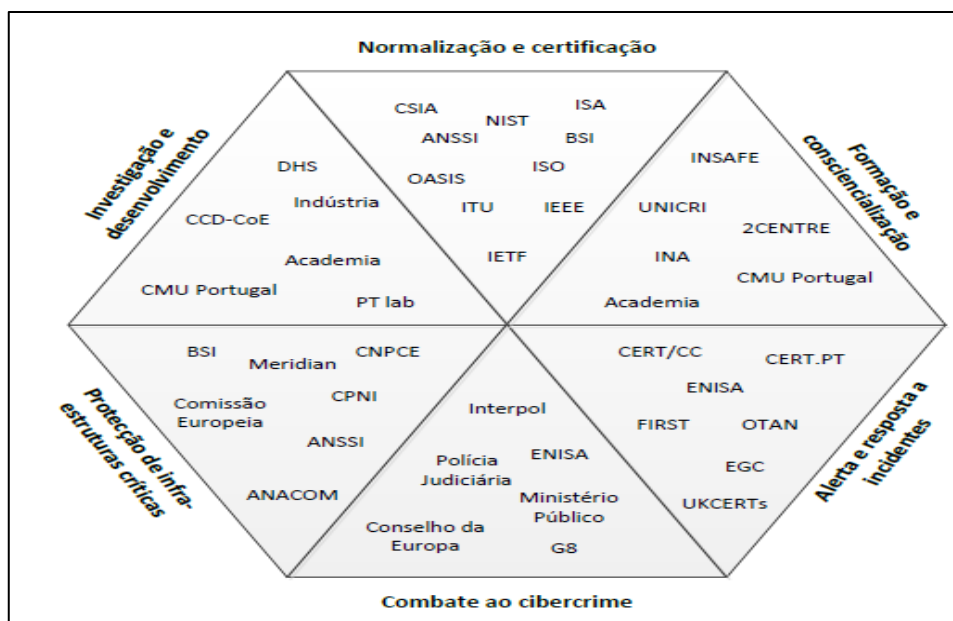 Normalização e certificação
CSIA
NIST
ISA
ANSSI
BSI
OASIS
ISO
ITU
IEEE
IETF
Investigação e
desenvolvimento
DHS
Indústria
CCD-CoE
Academia
CMU Portugal
PT lab
Formação e
consciencialização
INSAFE
UNICRI
2CENTRE
INA
CMU Portugal
Academia
Protecção de infra-
estruturas críticas
BSI
Meridian
CNPCE
Comissão
Europeia
CPNI
ANSSI
ANACOM
Interpol
Polícia
Judiciária
ENISA
Ministério
Público
Conselho da
Europa
G8
Combate ao cibercrime
CERT/CC
CERT.PT
ENISA
FIRST
OTAN
EGC
UKCERTs
Alerta e resposta a
incidentes